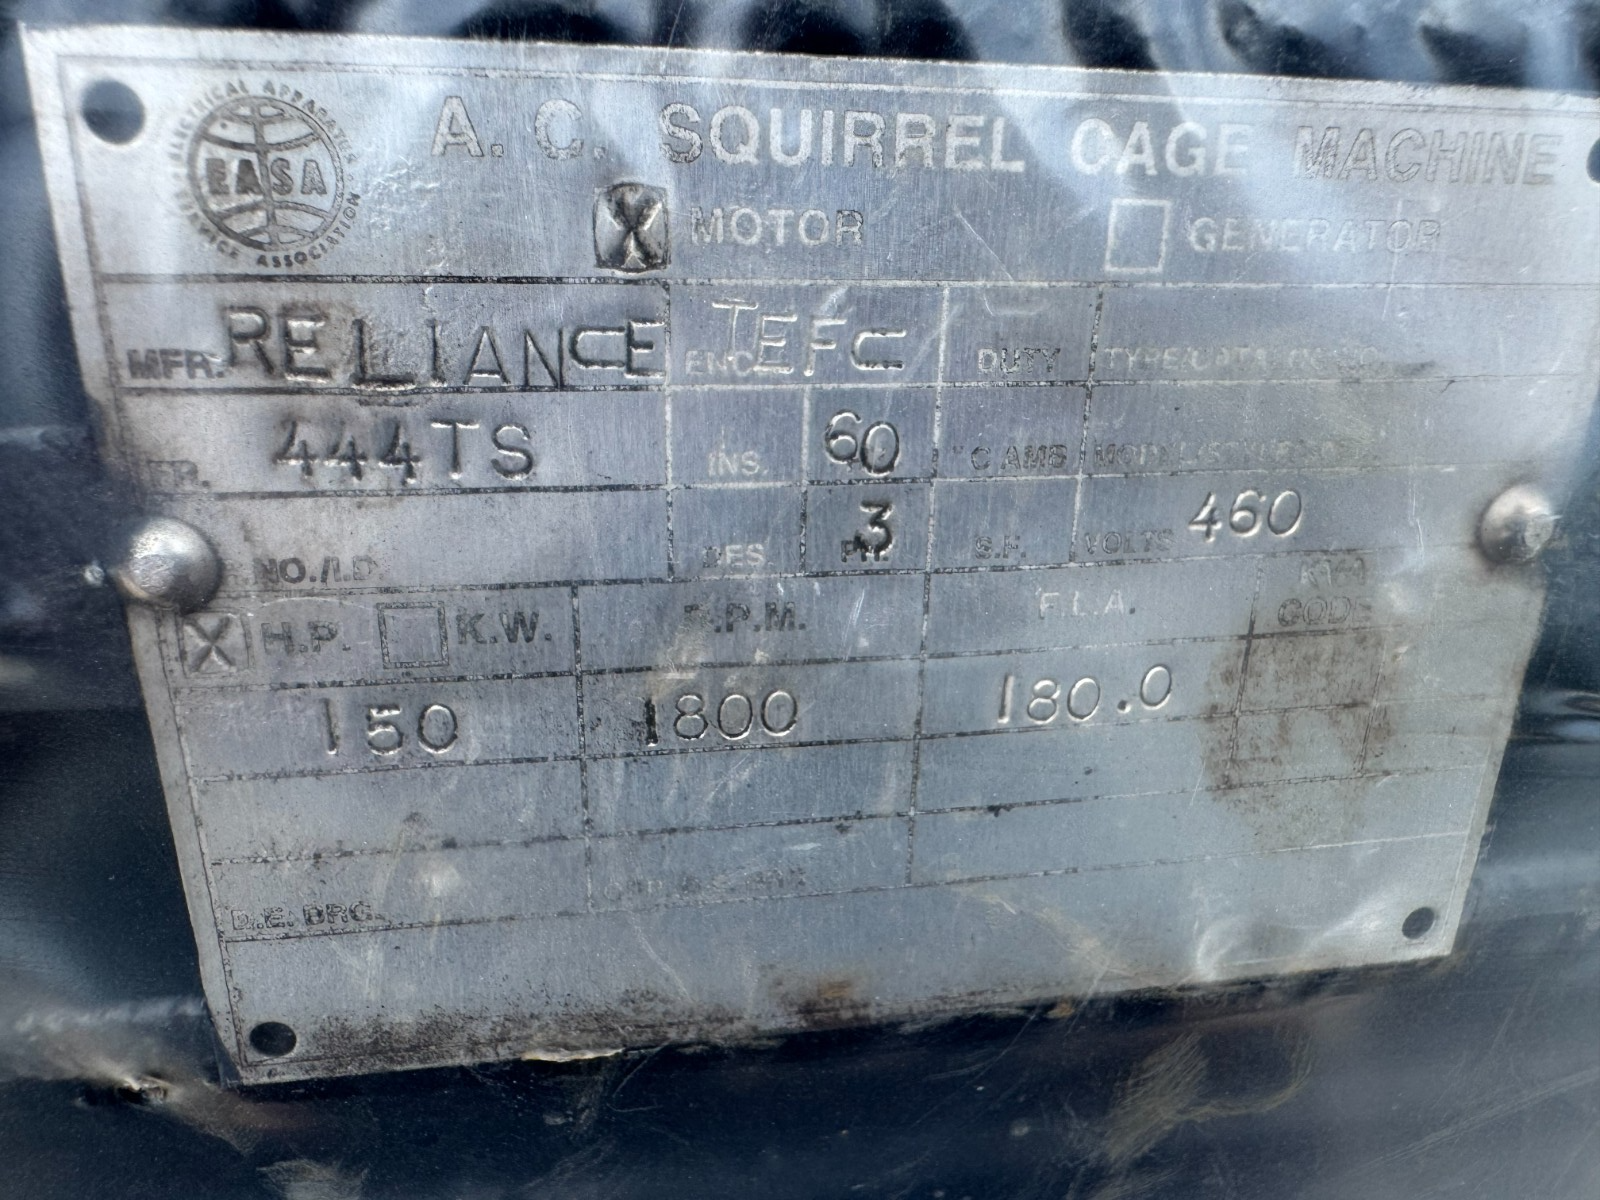 ELECTRICAL APPARATUS
EASA
SERVICE ASSOCIATION
A. C. SQUIRREL CAGE MACHINE
X MOTOR GENERATOR
MFR. RELIANCE ENC. TEFC DUTY
444TS INS. 60 °C AMB
NO./I.D. DES. 3 PH. S.F. VOLTS 460
X H.P. K.W. R.P.M. F.L.A. KVA CODE
150 1800 180.0
D.E. BRG.